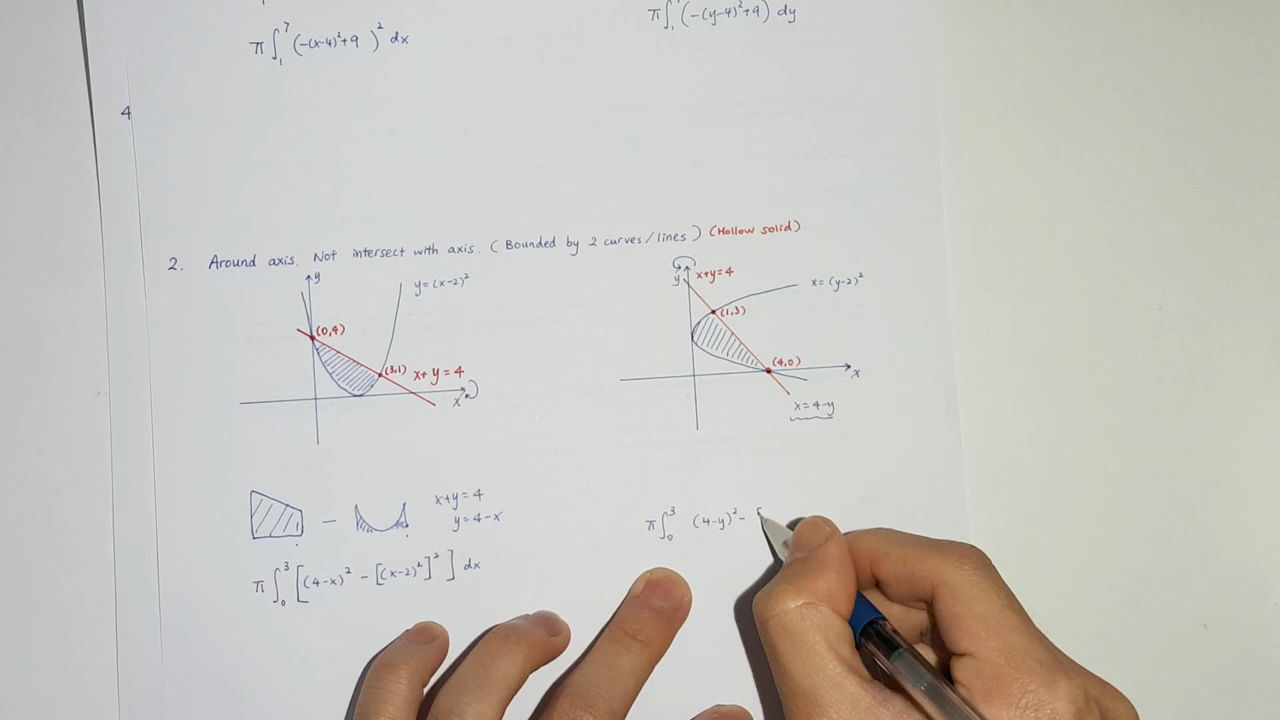 π∫₁⁷(-(x-4)²+9 )² dx
π∫₁(-(y-4)²+9) dy
4
2. Around axis. Not intersect with axis. (Bounded by 2 curves/lines) (Hollow solid)
y
y=(x-2)²
(0,4)
(3,1)
x+y=4
x
y
x+y=4
x=(y-2)²
(1,3)
(4,0)
x
x=4-y
—
x+y=4
y=4-x
π∫₀³[(4-x)² - [(x-2)²]²] dx
π∫₀³ (4-y)² - [